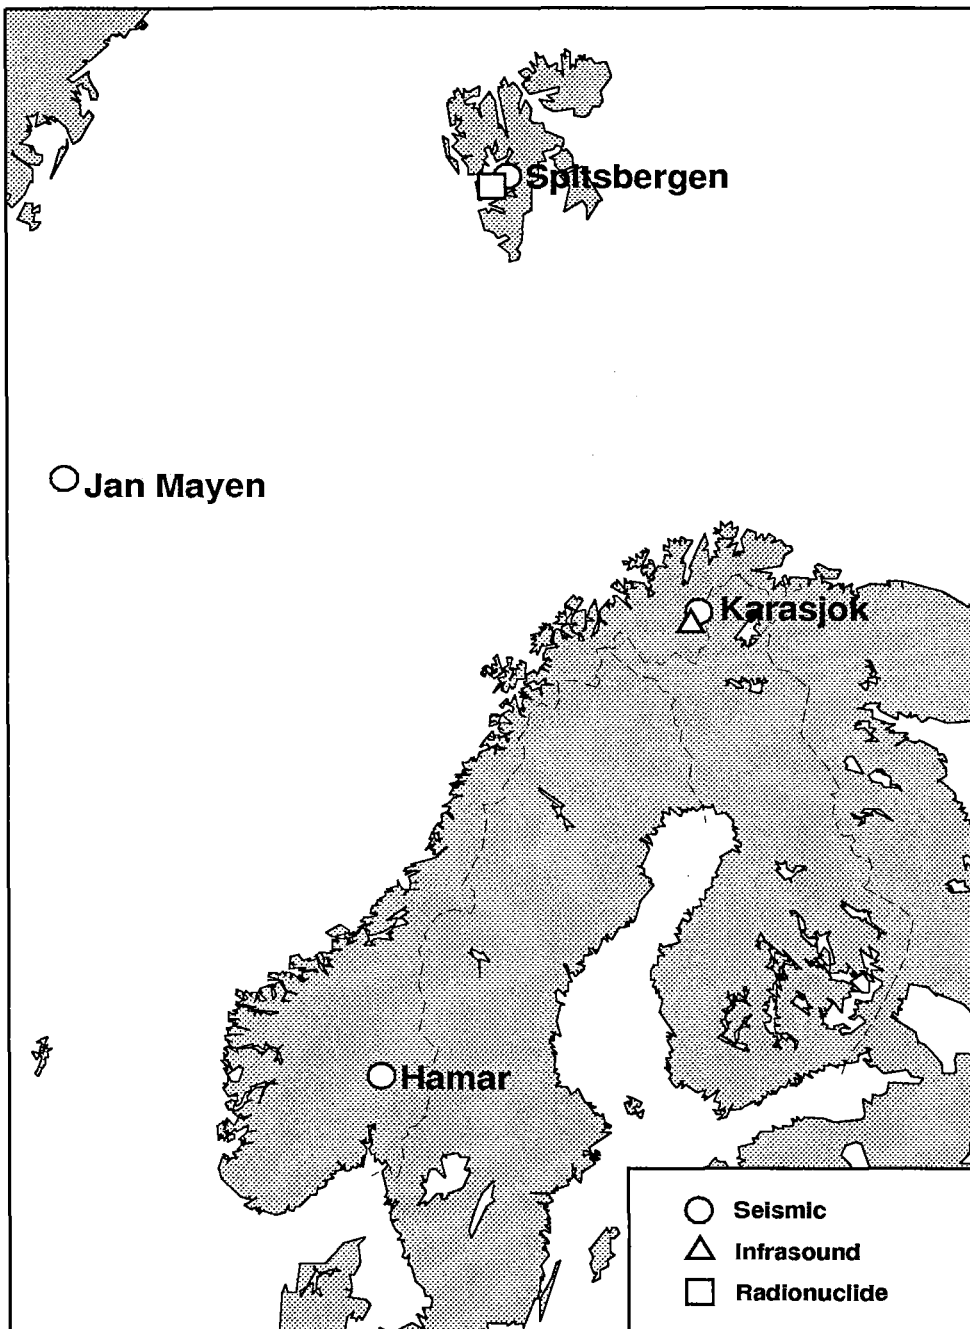 Spitsbergen
Jan Mayen
Karasjok
Hamar
Seismic
Infrasound
Radionuclide